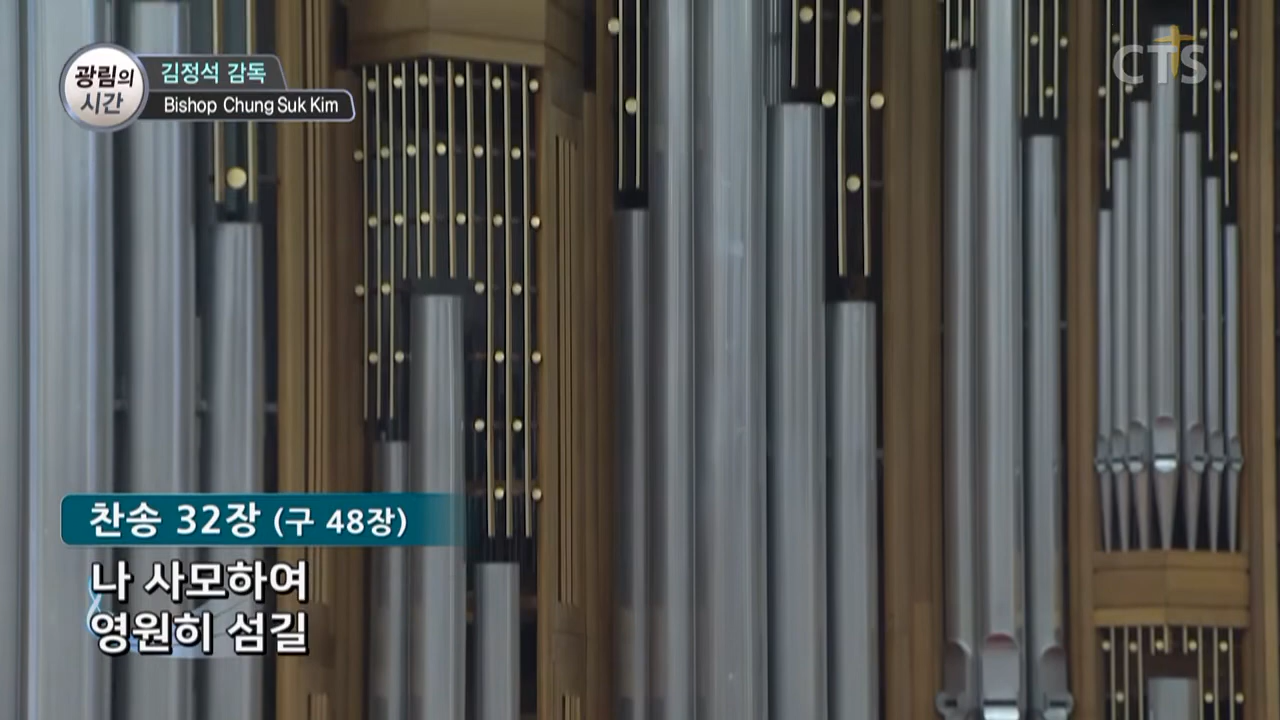 광림의
시간
김정석 감독
Bishop Chung Suk Kim
CTS
찬송 32장 (구 48장)
나 사모하여
영원히 섬길